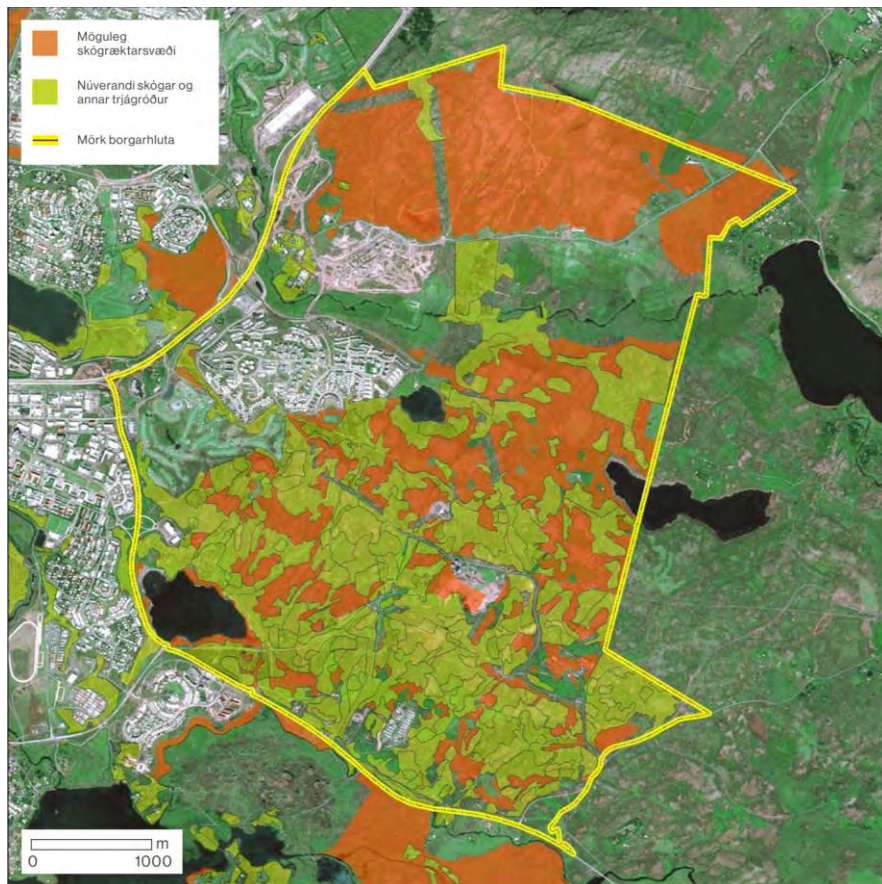 Möguleg
skógræktarsvæði
Núverandi skógar og
annar trjágróður
Mörk borgarhluta
m
0 1000